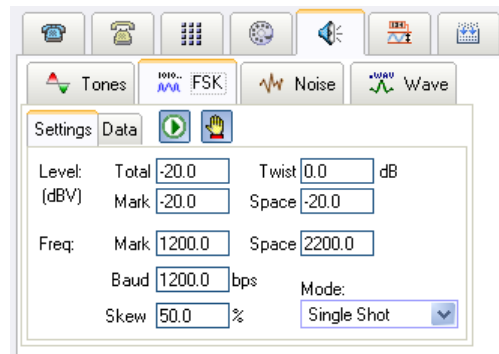 Tones FSK Noise Wave
Settings Data
Level: Total -20.0 Twist 0.0 dB
(dBV) Mark -20.0 Space -20.0
Freq: Mark 1200.0 Space 2200.0
Baud 1200.0 bps Mode:
Skew 50.0 % Single Shot